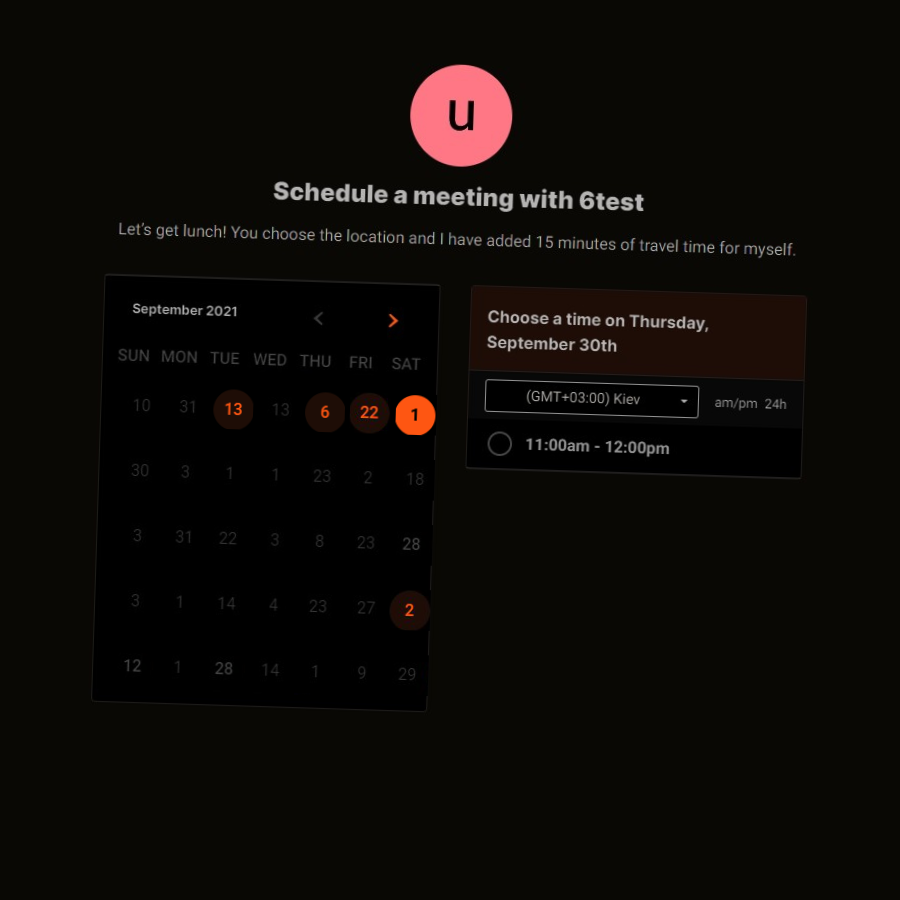 u
Schedule a meeting with 6test
Let's get lunch! You choose the location and I have added 15 minutes of travel time for myself.
September 2021
SUN MON TUE WED THU FRI SAT
10 31 13 13 6 22 1
30 3 1 1 23 2 18
3 31 22 3 8 23 28
3 1 14 4 23 27 2
12 1 28 14 1 9 29
Choose a time on Thursday,
September 30th
(GMT+03:00) Kiev
am/pm 24h
11:00am - 12:00pm